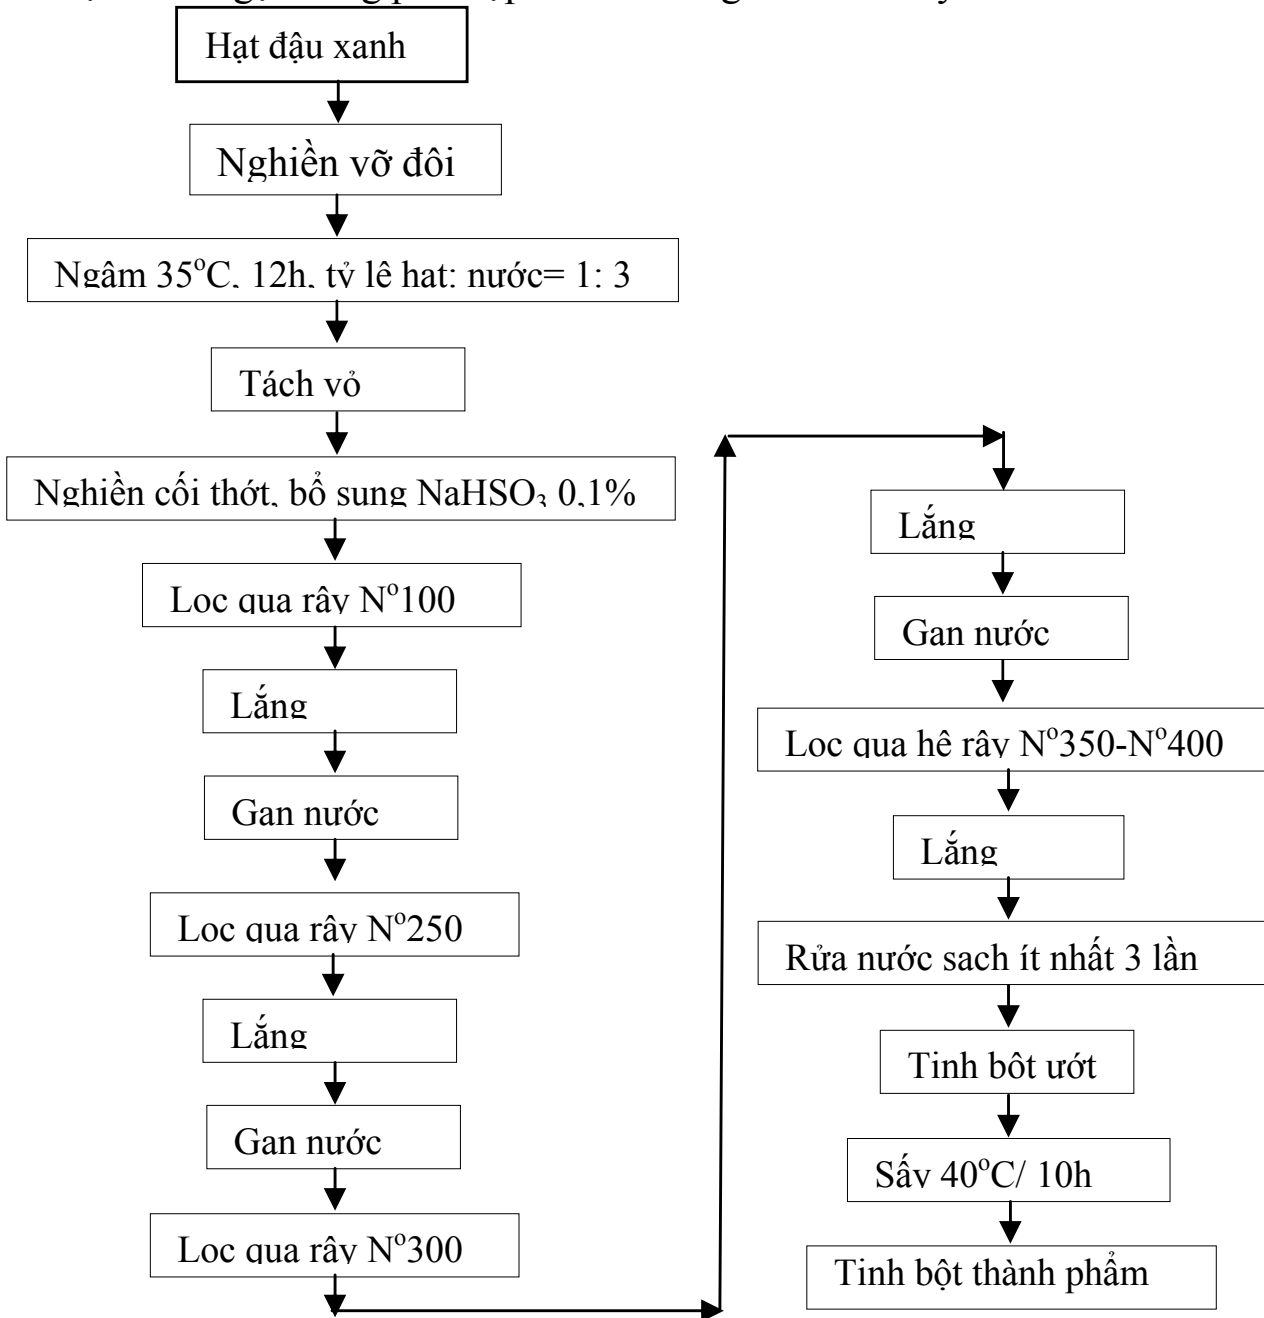 Hạt đậu xanh
Nghiền vỡ đôi
Ngâm 35°C, 12h, tỷ lệ hạt: nước= 1: 3
Tách vỏ
Nghiền cối thớt, bổ sung NaHSO₃ 0,1%
Lọc qua rây N°100
Lắng
Gạn nước
Lọc qua rây N°250
Lắng
Gạn nước
Lọc qua rây N°300
Lắng
Gạn nước
Lọc qua hệ rây N°350-N°400
Lắng
Rửa nước sạch ít nhất 3 lần
Tinh bột ướt
Sấy 40°C/ 10h
Tinh bột thành phẩm